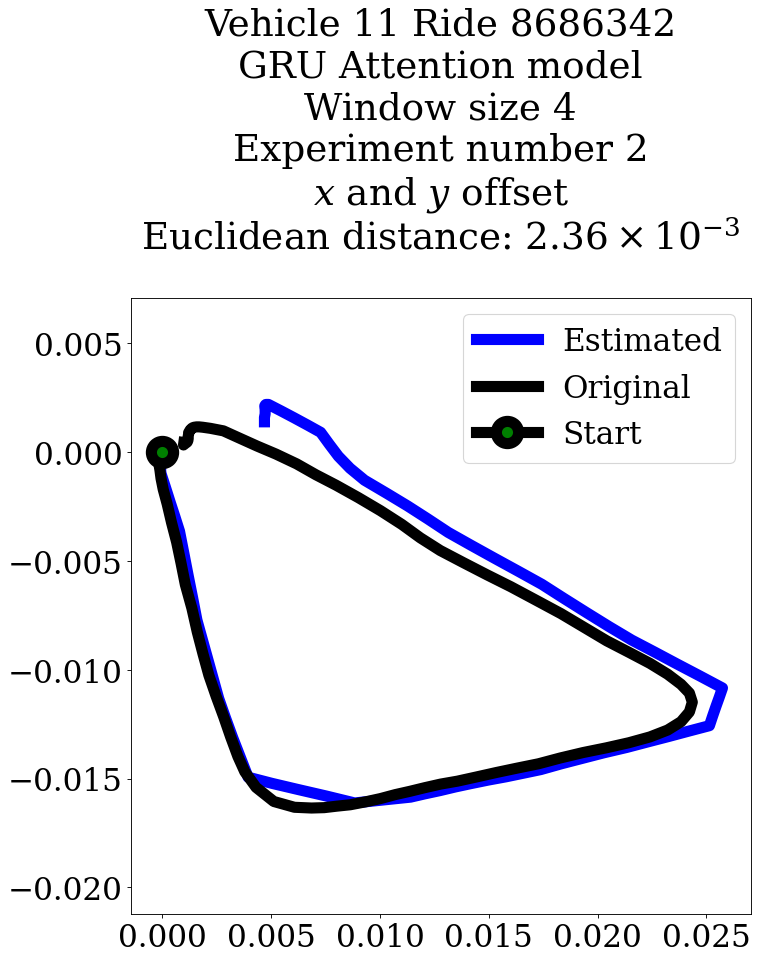 Vehicle 11 Ride 8686342
GRU Attention model
Window size 4
Experiment number 2
x and y offset
Euclidean distance: 2.36 × 10⁻³
Estimated
Original
Start
0.005
0.000
−0.005
−0.010
−0.015
−0.020
0.000 0.005 0.010 0.015 0.020 0.025